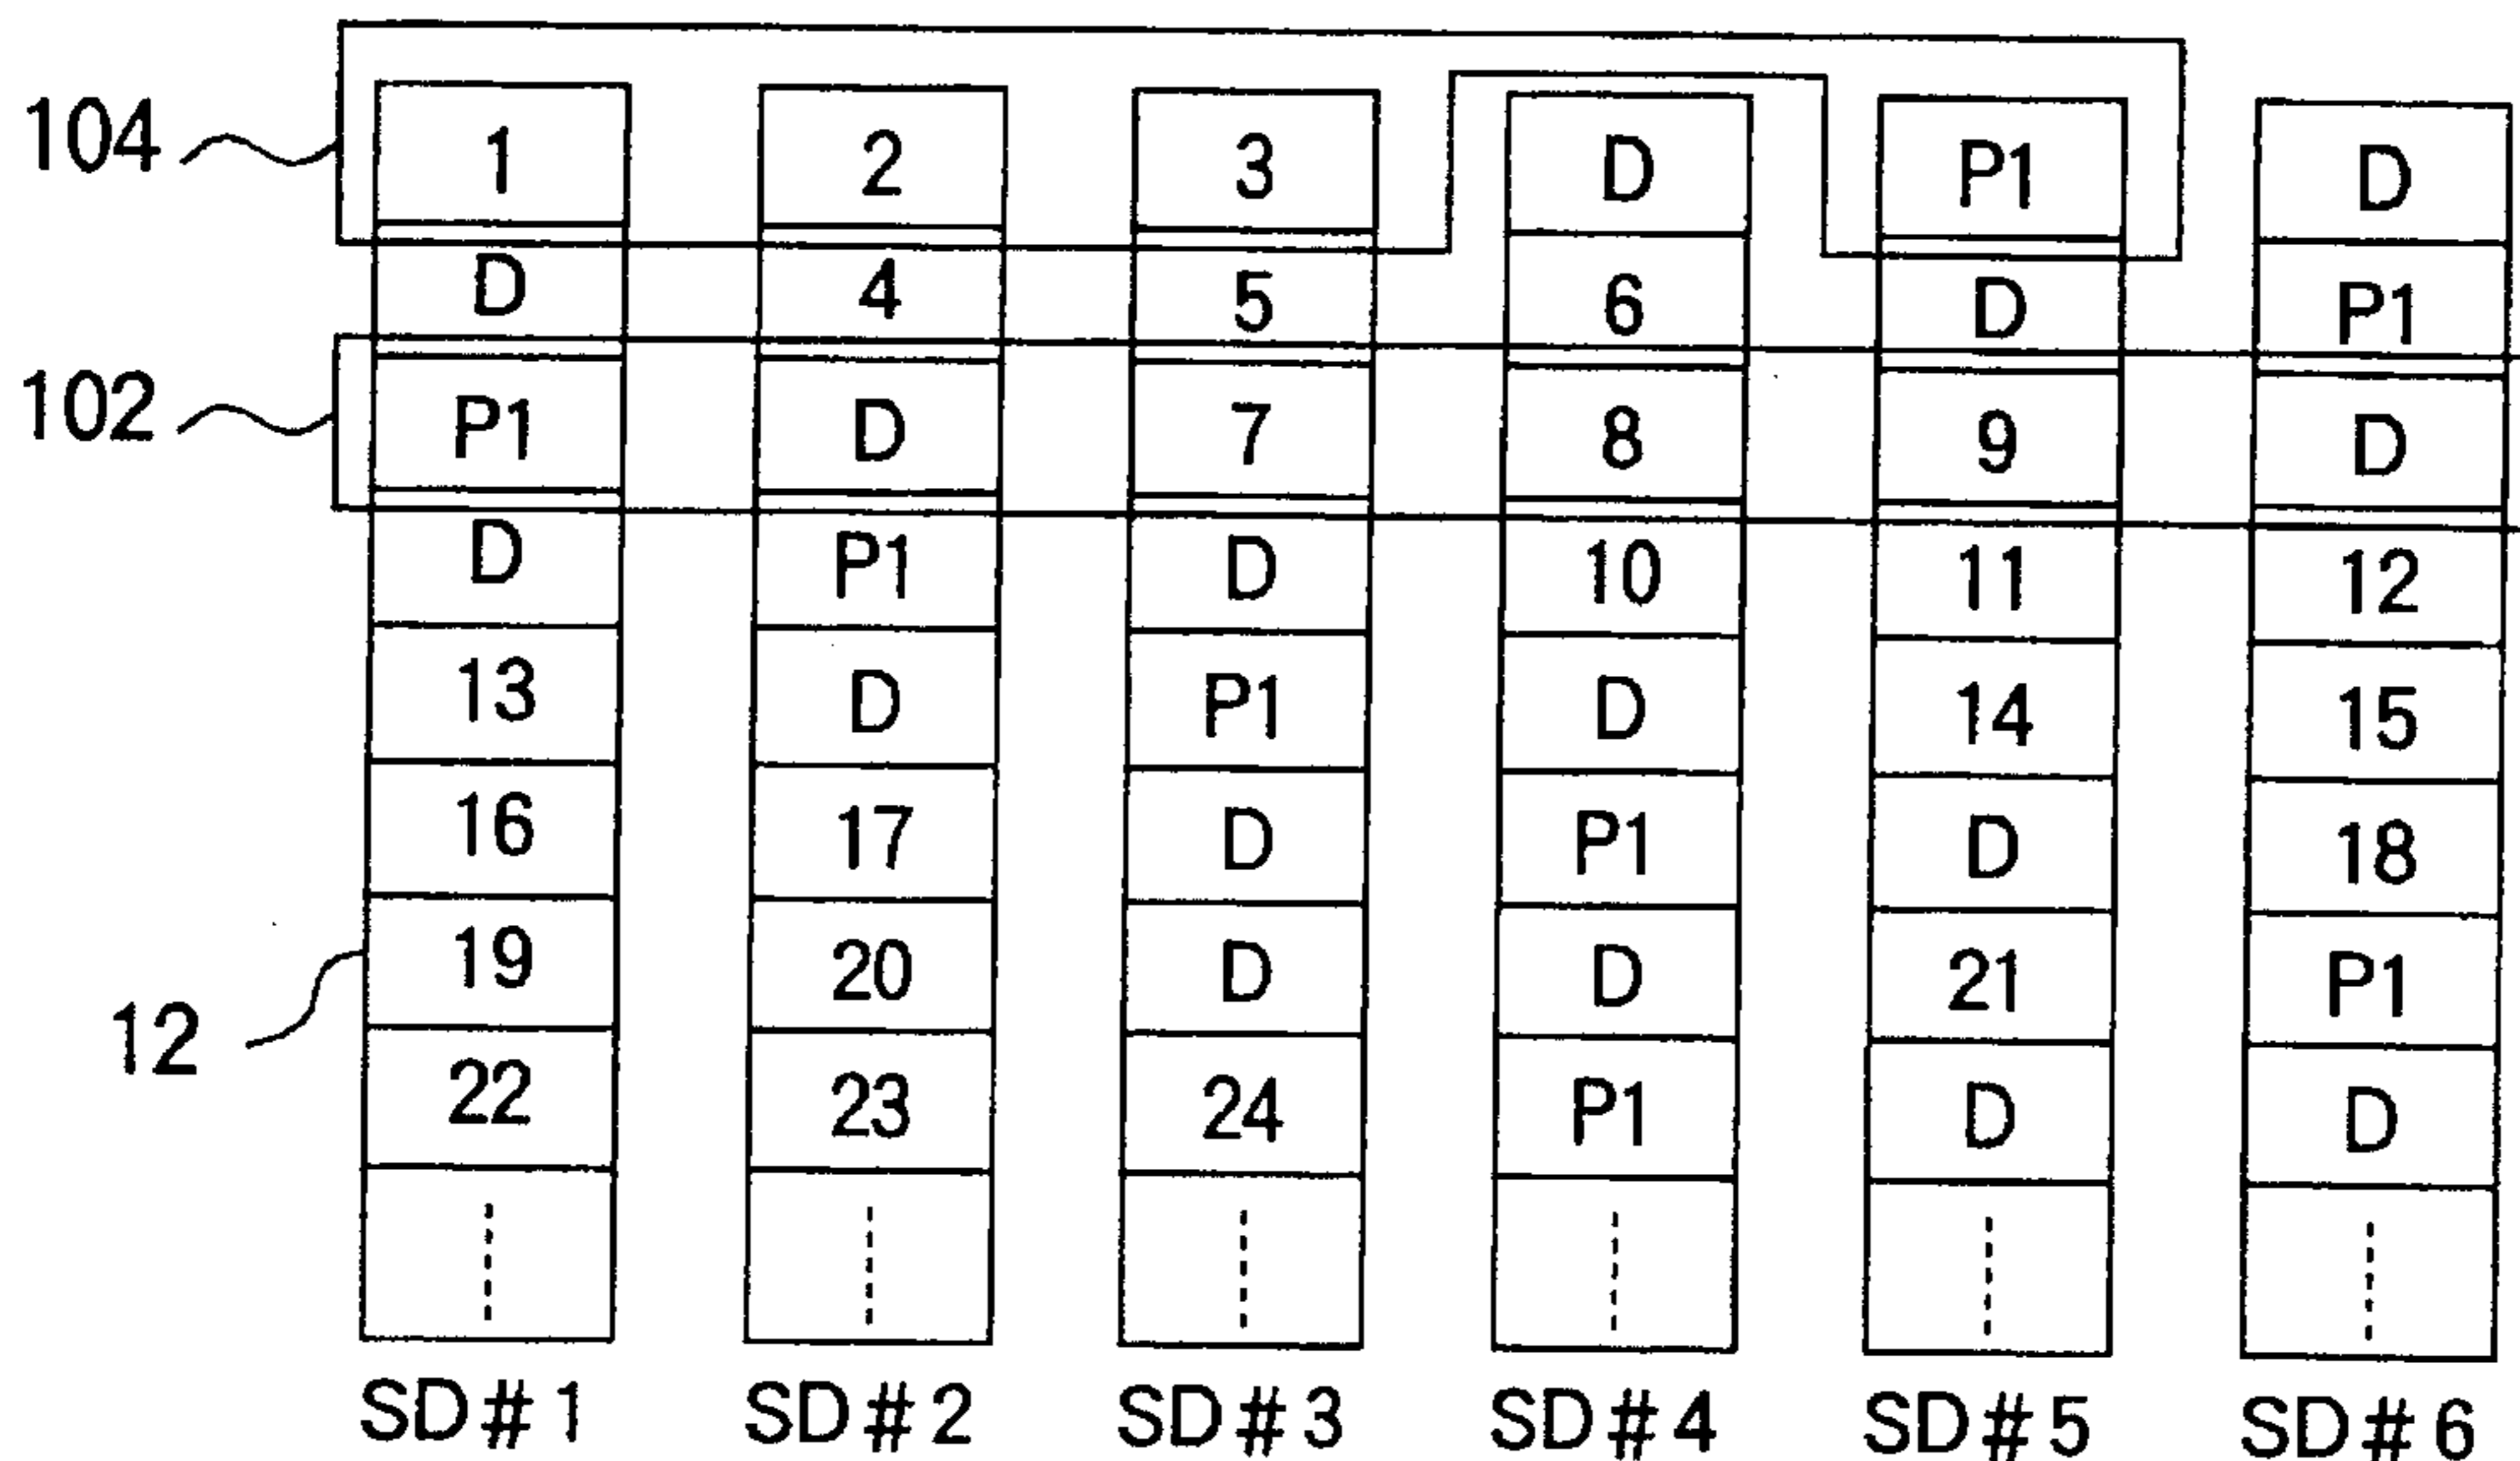 104 1 2 3 D P1 D
D 4 5 6 D P1
102 P1 D 7 8 9 D
D P1 D 10 11 12
13 D P1 D 14 15
16 17 D P1 D 18
12 19 20 D D 21 P1
22 23 24 P1 D D
SD#1 SD#2 SD#3 SD#4 SD#5 SD#6